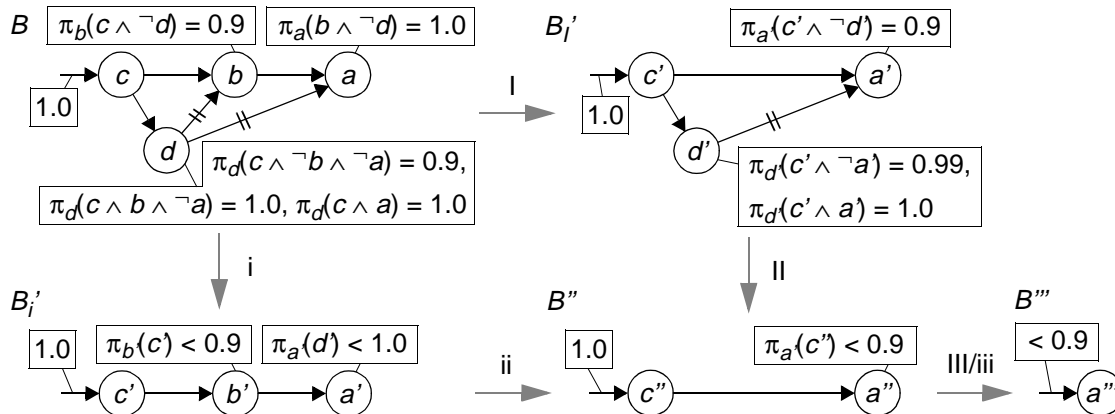 B π_b(c ∧ ¬d) = 0.9 π_a(b ∧ ¬d) = 1.0 B_I' π_a'(c' ∧ ¬d') = 0.9
c b a c' a'
1.0 I 1.0
d d'
π_d(c ∧ ¬b ∧ ¬a) = 0.9, π_d'(c' ∧ ¬a') = 0.99,
π_d(c ∧ b ∧ ¬a) = 1.0, π_d(c ∧ a) = 1.0 π_d'(c' ∧ a') = 1.0
i II
B_i' B" B'"
1.0 π_b'(c') < 0.9 π_a'(d') < 1.0 1.0 π_a'(c") < 0.9 < 0.9
ii III/iii
c' b' a' c" a" a'"